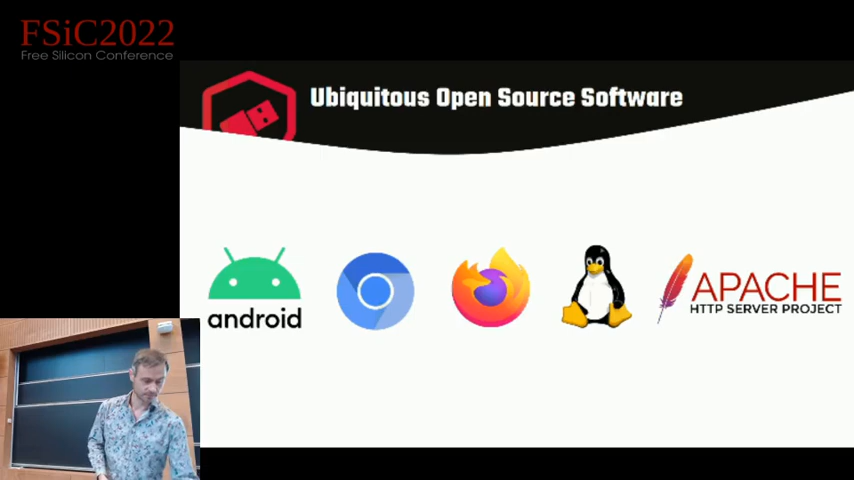 FSiC2022
Free Silicon Conference
Ubiquitous Open Source Software
android
APACHE
HTTP SERVER PROJECT